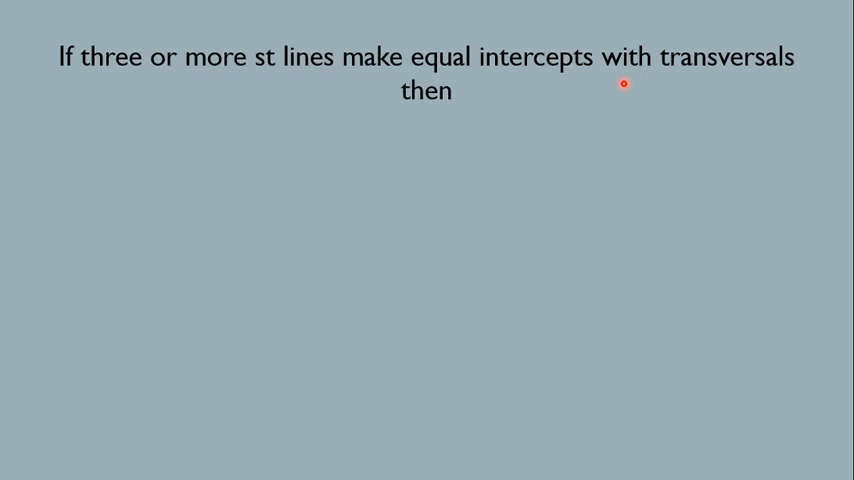 If three or more st lines make equal intercepts with transversals
then